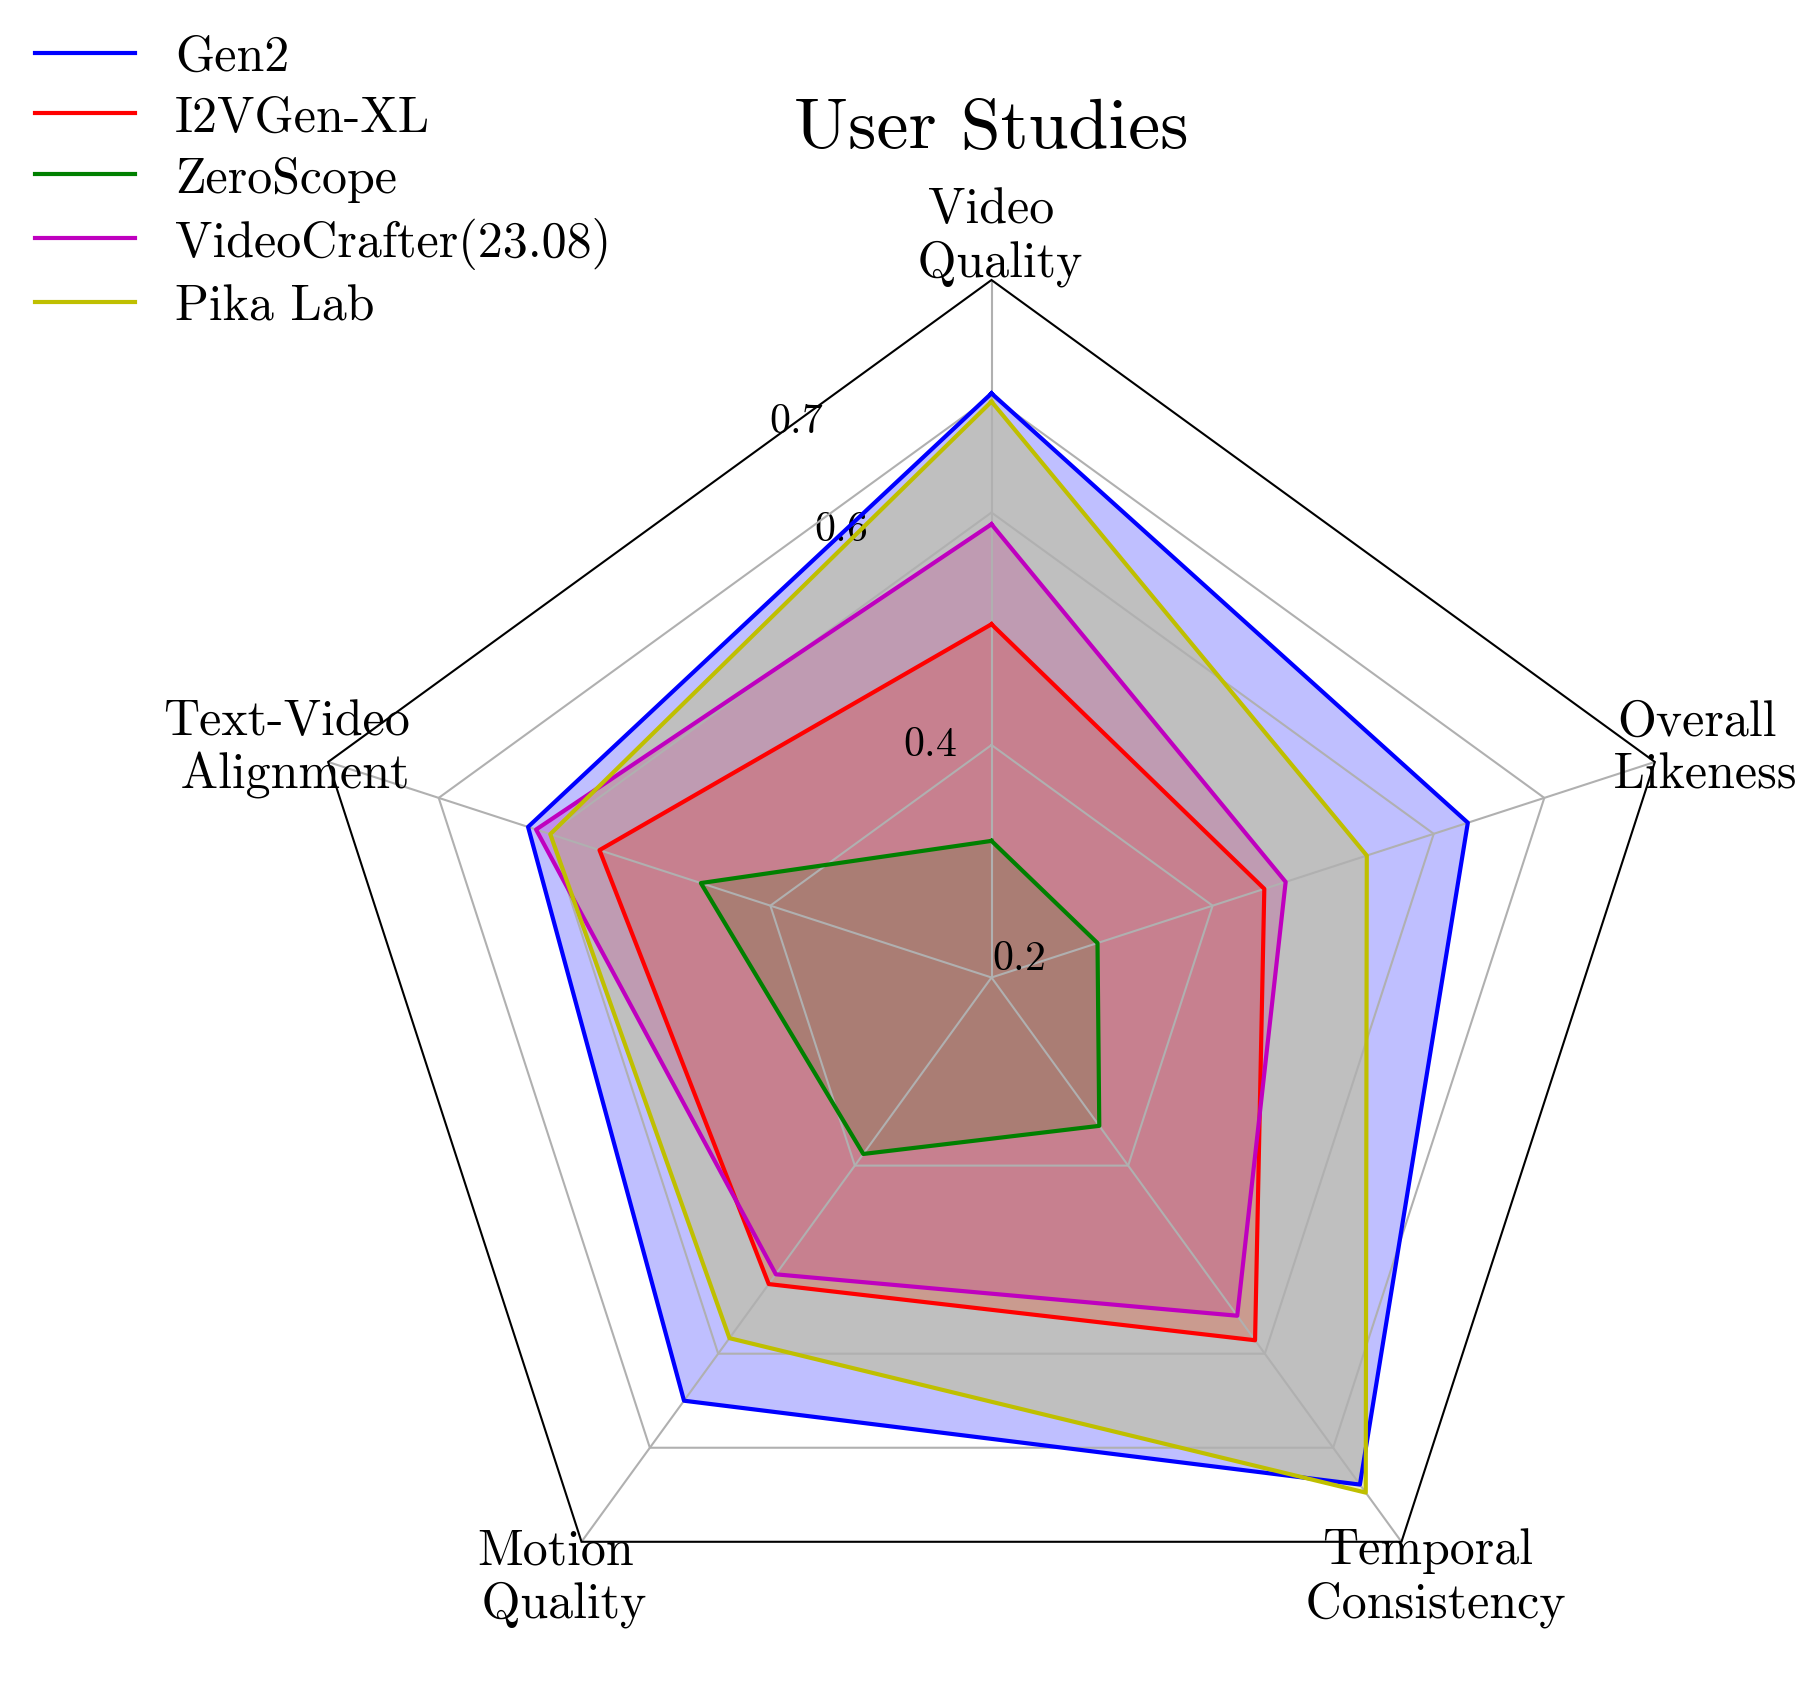 Gen2
I2VGen-XL
ZeroScope
VideoCrafter(23.08)
Pika Lab
User Studies
Video
Quality
0.7
0.6
Text-Video
Alignment
Overall
Likeness
0.4
0.2
Motion
Quality
Temporal
Consistency